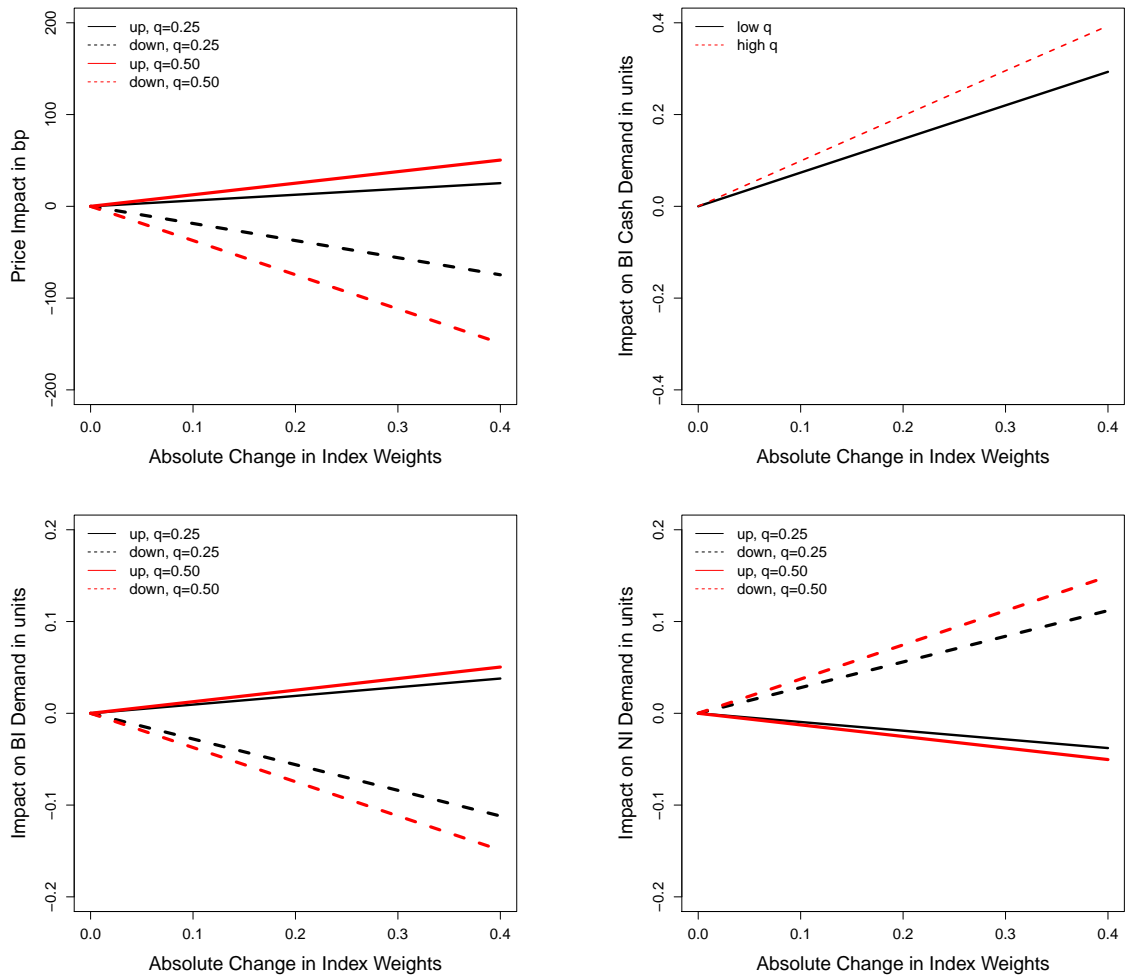 up, q=0.25
down, q=0.25
up, q=0.50
down, q=0.50
Price Impact in bp
200
100
0
−100
−200
0.0 0.1 0.2 0.3 0.4
Absolute Change in Index Weights
low q
high q
Impact on BI Cash Demand in units
0.4
0.2
0.0
−0.2
−0.4
0.0 0.1 0.2 0.3 0.4
Absolute Change in Index Weights
up, q=0.25
down, q=0.25
up, q=0.50
down, q=0.50
Impact on BI Demand in units
0.2
0.1
0.0
−0.1
−0.2
0.0 0.1 0.2 0.3 0.4
Absolute Change in Index Weights
up, q=0.25
down, q=0.25
up, q=0.50
down, q=0.50
Impact on NI Demand in units
0.2
0.1
0.0
−0.1
−0.2
0.0 0.1 0.2 0.3 0.4
Absolute Change in Index Weights